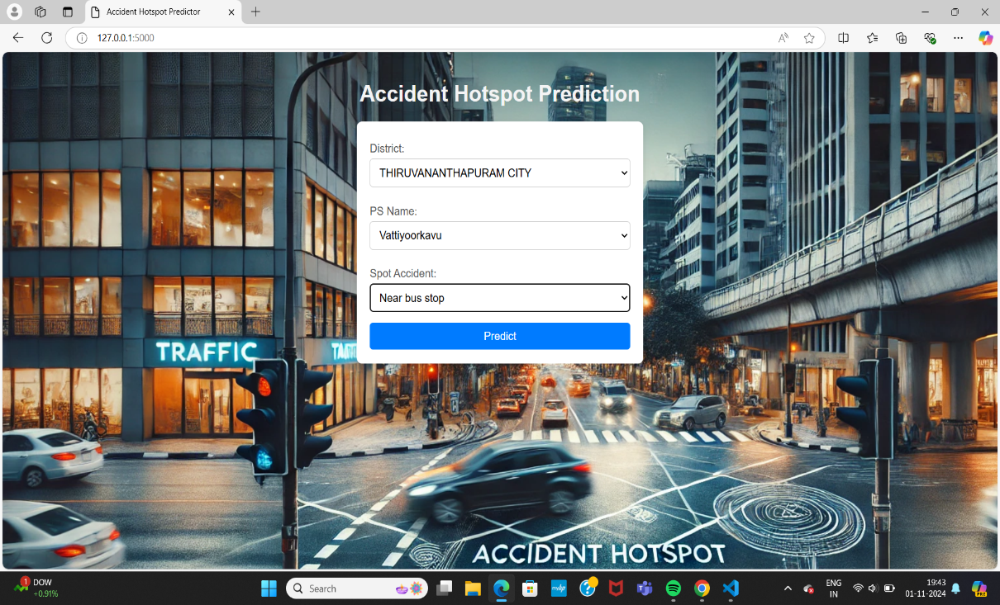 Accident Hotspot Predictor
127.0.0.1:5000
Accident Hotspot Prediction
District:
THIRUVANANTHAPURAM CITY
PS Name:
Vattiyoorkavu
Spot Accident:
Near bus stop
Predict
TRAFFIC
ACCIDENT HOTSPOT
1
DOW
+0.91%
Search
ENG
IN
19:43
01-11-2024
PRE